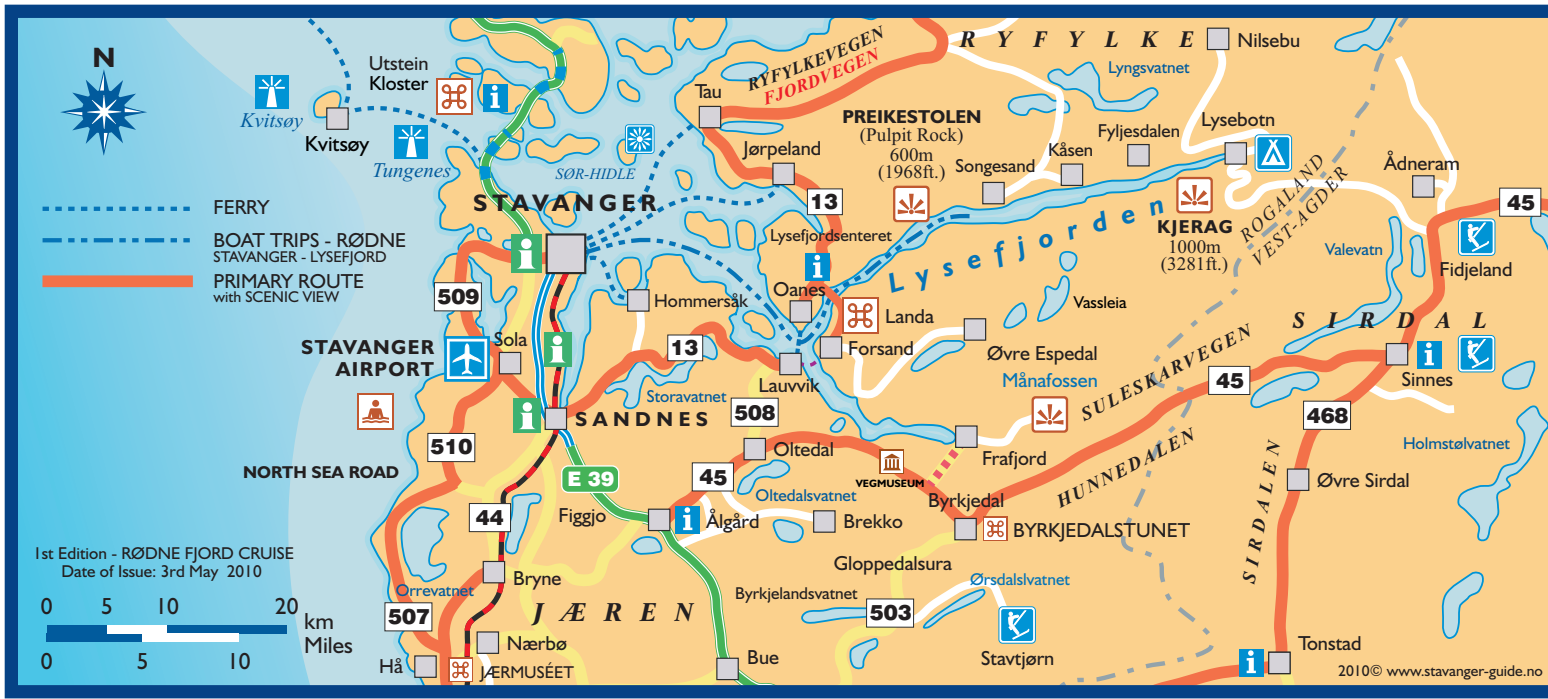 N
Utstein
Kloster
Kvitsøy
Kvitsøy
Tungenes
SØR-HIDLE
STAVANGER
Tau
RYFYLKEVEGEN
FJORDVEGEN
RYFYLKE
Nilsebu
Lyngsvatnet
Jørpeland
13
PREIKESTOLEN
(Pulpit Rock)
600m
(1968ft.)
Songesand
Kåsen
Fyljesdalen
Lysebotn
Ådneram
45
ROGALAND
VEST-AGDER
KJERAG
1000m
(3281ft.)
Valevatn
Fidjeland
Lysefjordsenteret
Lysefjorden
FERRY
BOAT TRIPS - RØDNE
STAVANGER - LYSEFJORD
PRIMARY ROUTE
with SCENIC VIEW
509
Hommersåk
Oanes
Landa
Vassleia
SIRDAL
STAVANGER
AIRPORT
Sola
13
Forsand
Øvre Espedal
Lauvvik
Månafossen
SULESKARVEGEN
45
Sinnes
Storavatnet
508
SANDNES
468
510
Oltedal
Frafjord
Holmstølvatnet
NORTH SEA ROAD
E 39
45
VEGMUSEUM
HUNNEDALEN
Øvre Sirdal
SIRDALEN
44
Figgjo
Ålgård
Oltedalsvatnet
Brekko
Byrkjedal
BYRKJEDALSTUNET
Gloppedalsura
1st Edition - RØDNE FJORD CRUISE
Date of Issue: 3rd May 2010
Orrevatnet
Bryne
Byrkjelandsvatnet
Ørsdalslvatnet
0 5 10 20
km
Miles
0 5 10
507
JÆREN
503
Nærbø
Stavtjørn
Tonstad
Hå
JÆRMUSÉET
Bue
2010© www.stavanger-guide.no